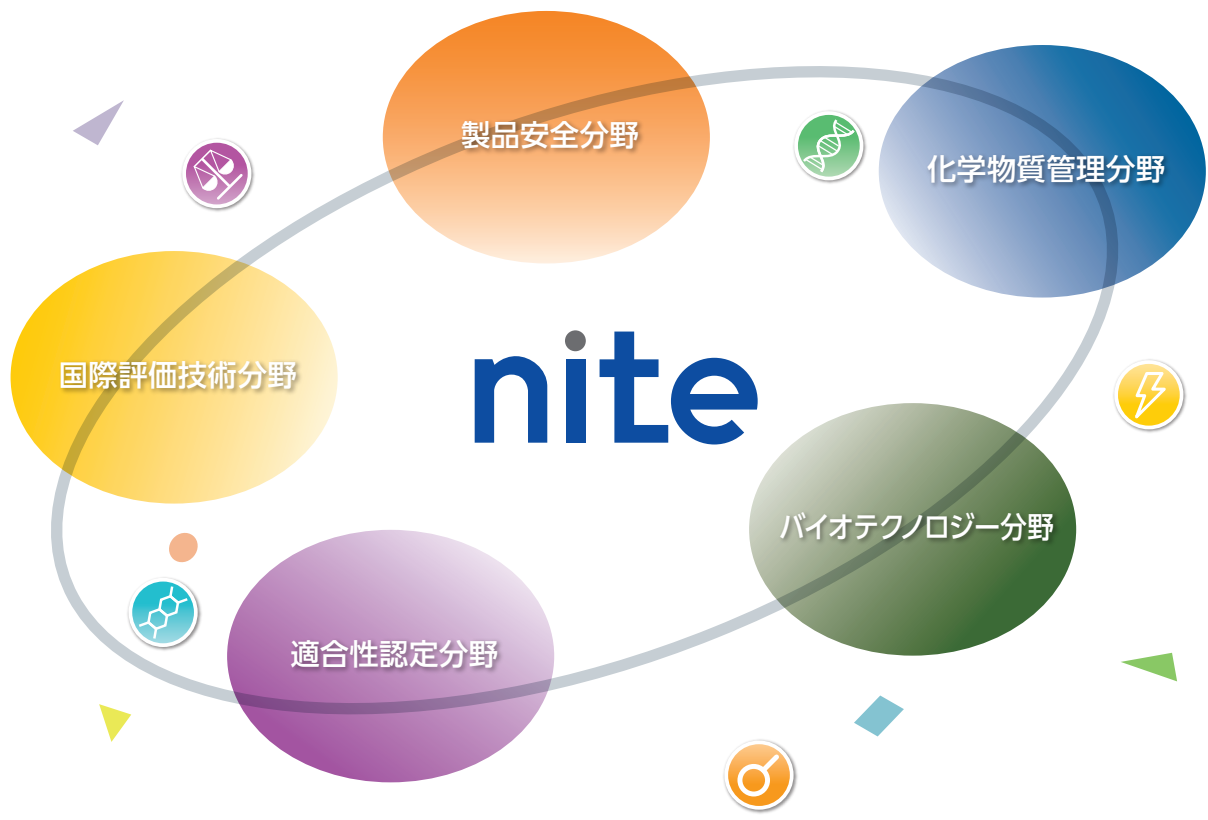 製品安全分野
化学物質管理分野
国際評価技術分野
nite
バイオテクノロジー分野
適合性認定分野